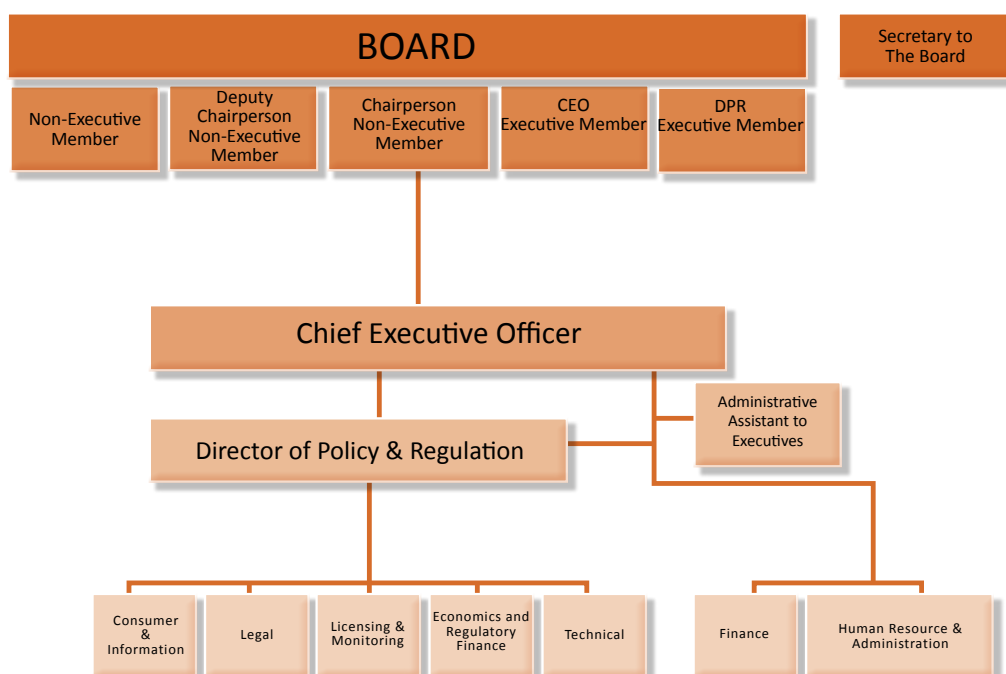 BOARD
Secretary to
The Board
Non-Executive
Member
Deputy
Chairperson
Non-Executive
Member
Chairperson
Non-Executive
Member
CEO
Executive Member
DPR
Executive Member
Chief Executive Officer
Administrative
Assistant to
Executives
Director of Policy & Regulation
Consumer
&
Information
Legal
Licensing &
Monitoring
Economics and
Regulatory
Finance
Technical
Finance
Human Resource &
Administration